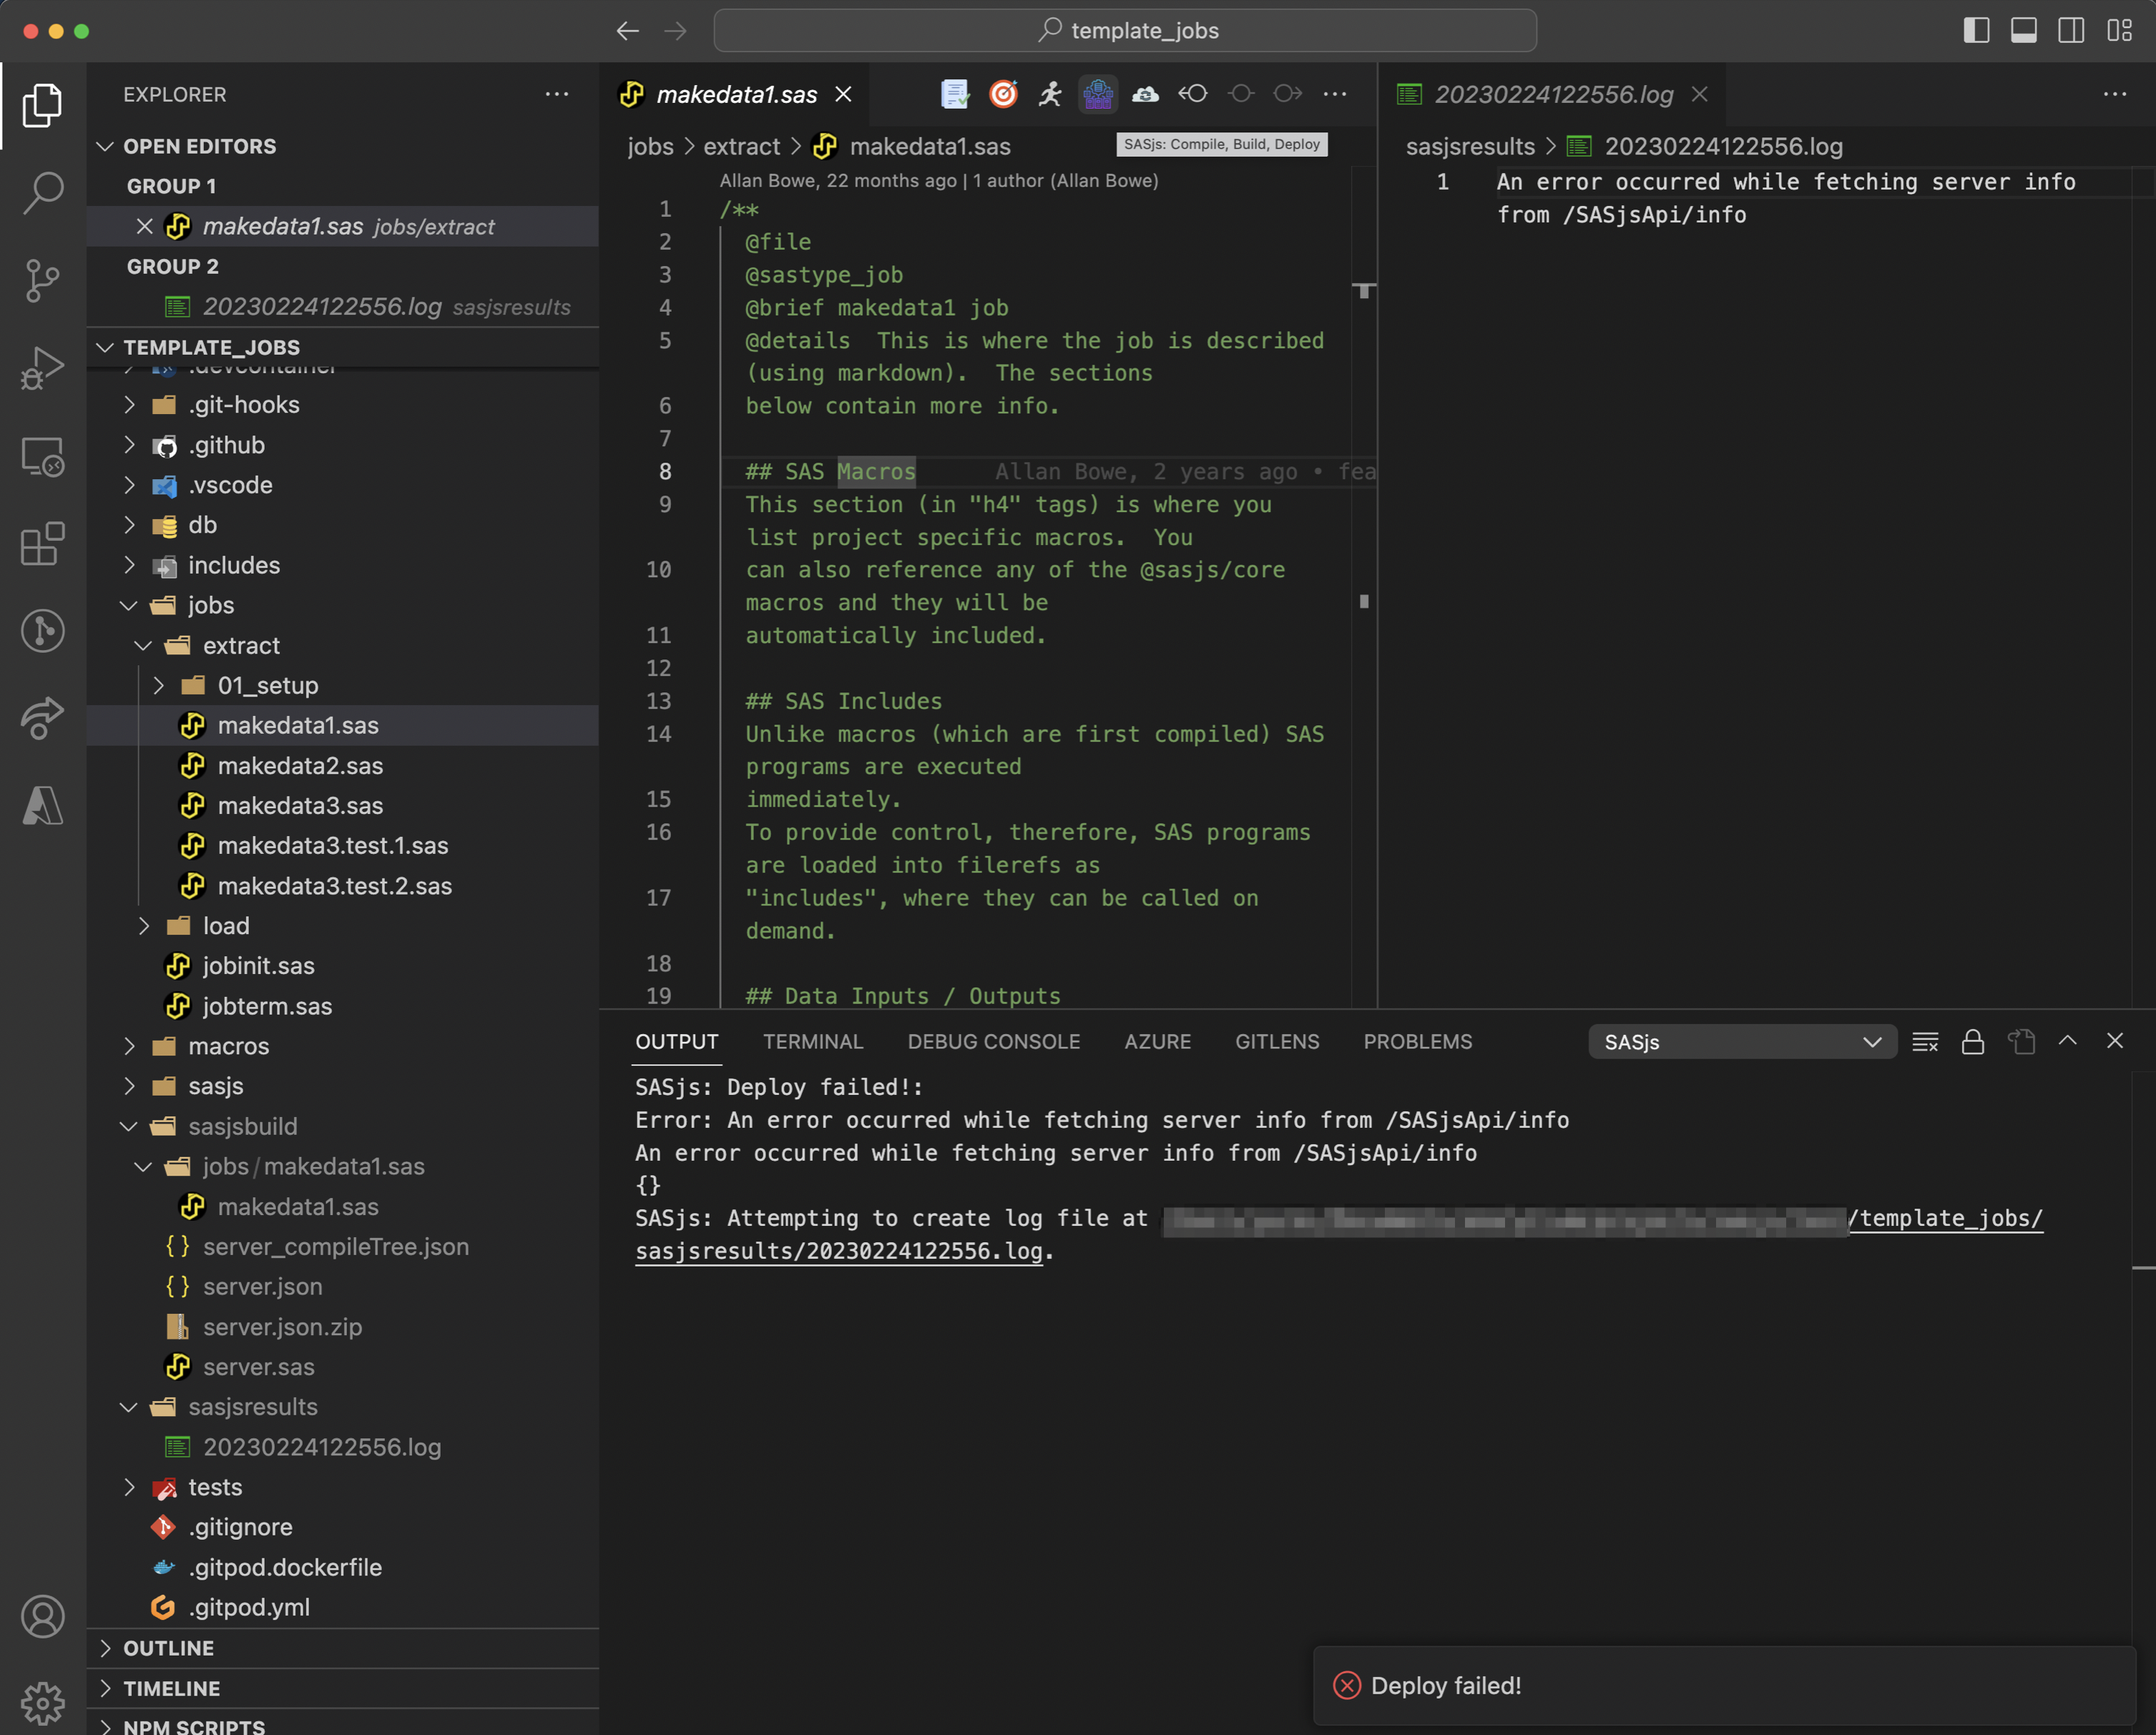 template_jobs
EXPLORER
OPEN EDITORS
GROUP 1
makedata1.sas jobs/extract
GROUP 2
20230224122556.log sasjsresults
TEMPLATE_JOBS
.devcontainer
.git-hooks
.github
.vscode
db
includes
jobs
extract
01_setup
makedata1.sas
makedata2.sas
makedata3.sas
makedata3.test.1.sas
makedata3.test.2.sas
load
jobinit.sas
jobterm.sas
macros
sasjs
sasjsbuild
jobs/makedata1.sas
makedata1.sas
server_compileTree.json
server.json
server.json.zip
server.sas
sasjsresults
20230224122556.log
tests
.gitignore
.gitpod.dockerfile
.gitpod.yml
OUTLINE
TIMELINE
NPM SCRIPTS
makedata1.sas
jobs > extract > makedata1.sas
SASjs: Compile, Build, Deploy
Allan Bowe, 22 months ago | 1 author (Allan Bowe)
1 /**
2 @file
3 @sastype_job
4 @brief makedata1 job
5 @details  This is where the job is described
(using markdown).  The sections
6 below contain more info.
7
8 ## SAS Macros Allan Bowe, 2 years ago • fea
9 This section (in "h4" tags) is where you
list project specific macros.  You
10 can also reference any of the @sasjs/core
macros and they will be
11 automatically included.
12
13 ## SAS Includes
14 Unlike macros (which are first compiled) SAS
programs are executed
15 immediately.
16 To provide control, therefore, SAS programs
are loaded into filerefs as
17 "includes", where they can be called on
demand.
18
19 ## Data Inputs / Outputs
20230224122556.log
sasjsresults > 20230224122556.log
1 An error occurred while fetching server info
from /SASjsApi/info
OUTPUT TERMINAL DEBUG CONSOLE AZURE GITLENS PROBLEMS SASjs
SASjs: Deploy failed!:
Error: An error occurred while fetching server info from /SASjsApi/info
An error occurred while fetching server info from /SASjsApi/info
{}
SASjs: Attempting to create log file at /template_jobs/
sasjsresults/20230224122556.log.
Deploy failed!